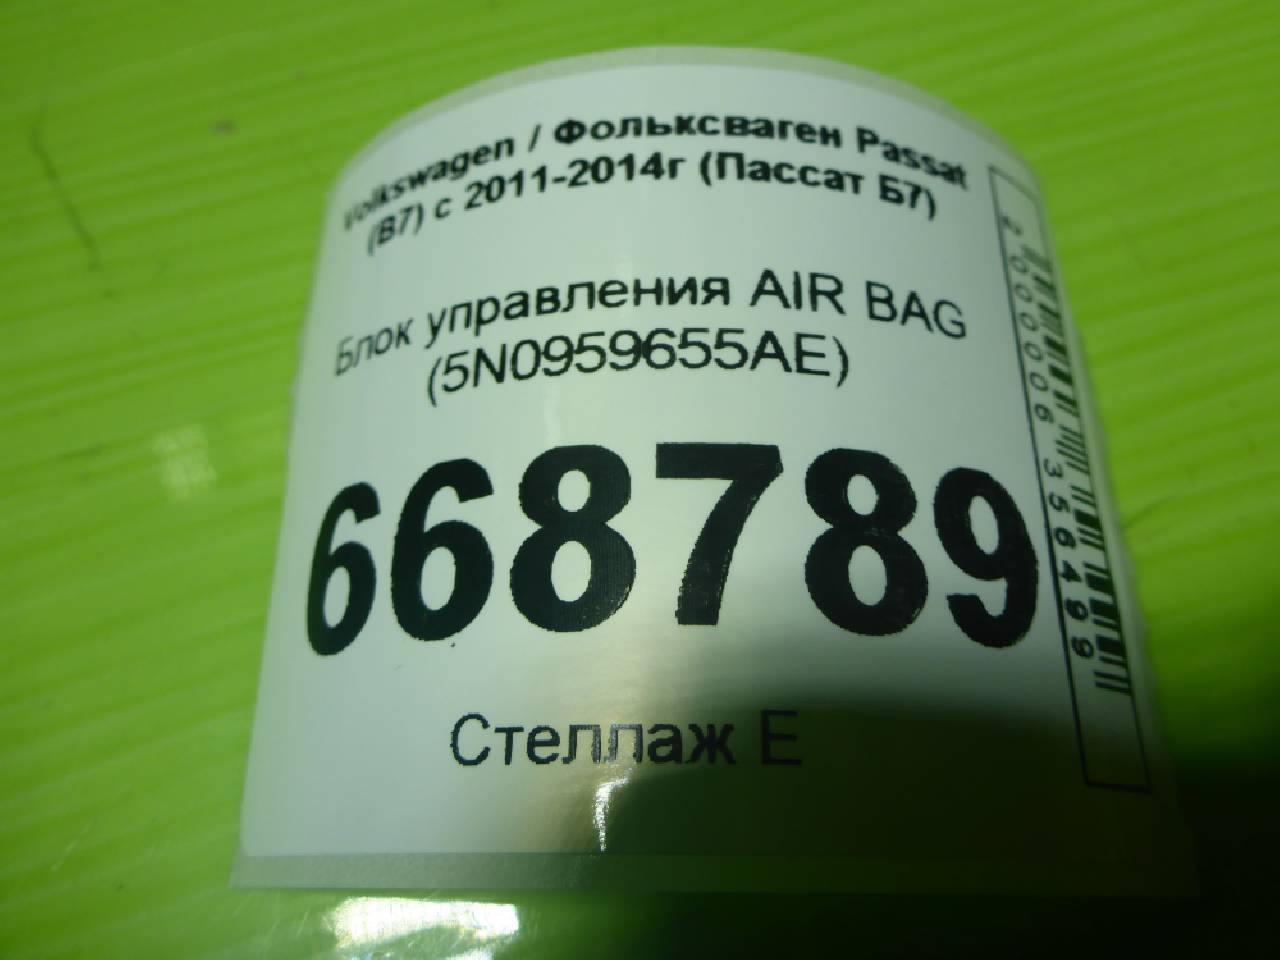 Volkswagen / Фольксваген Passat
(B7) с 2011-2014г (Пассат Б7)
Блок управления AIR BAG
(5N0959655AE)
668789
Стеллаж Е
2000006356499